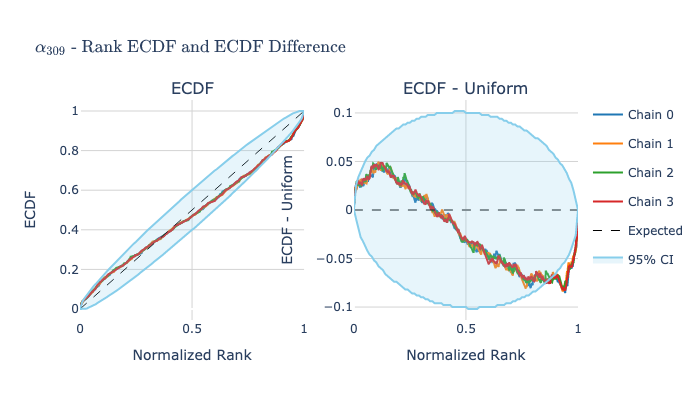 α309 - Rank ECDF and ECDF Difference
ECDF
ECDF - Uniform
1
0.8
0.6
0.4
0.2
0
ECDF
0
0.5
1
Normalized Rank
0.1
0.05
0
−0.05
−0.1
ECDF - Uniform
0
0.5
1
Normalized Rank
Chain 0
Chain 1
Chain 2
Chain 3
Expected
95% CI